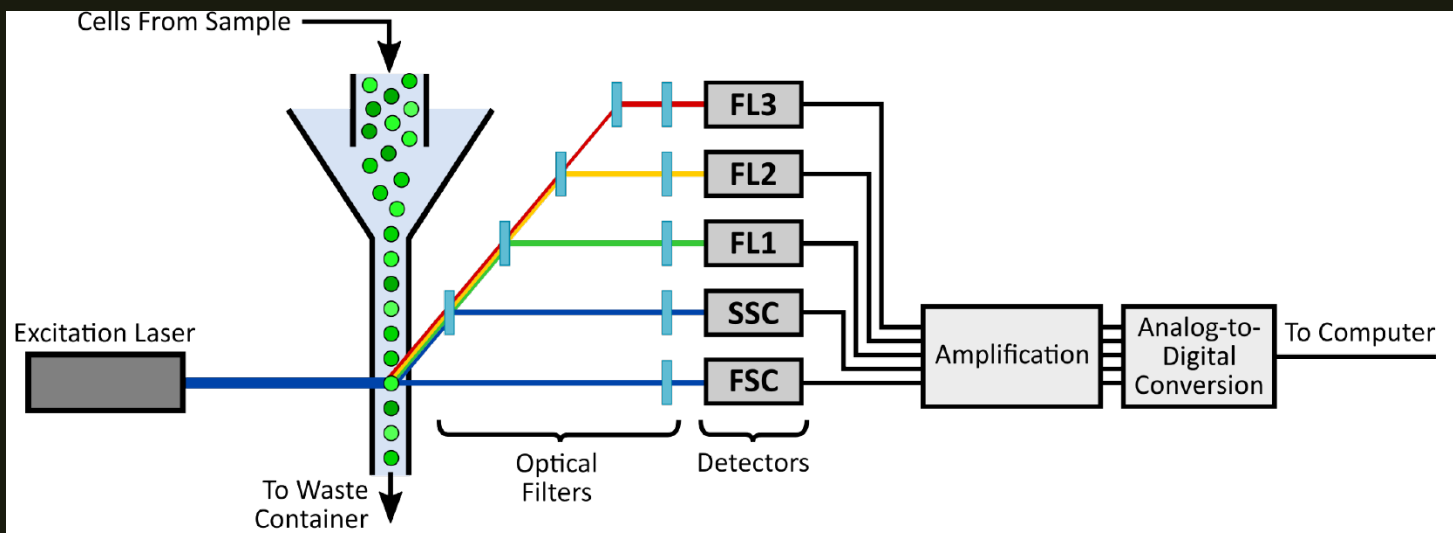 Cells From Sample
FL3
FL2
FL1
SSC
FSC
Excitation Laser
Amplification
Analog-to-
Digital
Conversion
To Computer
Optical
Filters
Detectors
To Waste
Container